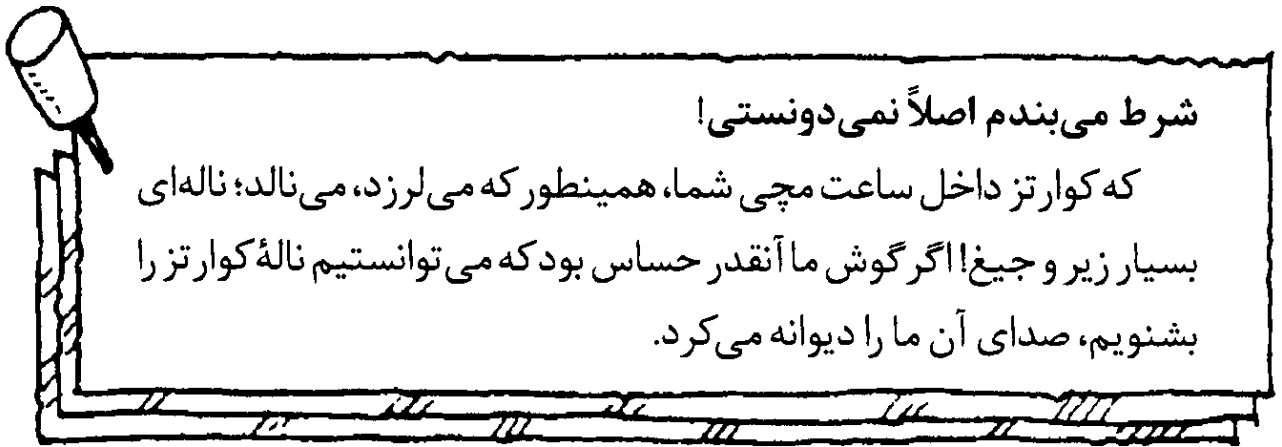 شرط می‌بندم اصلاً نمی‌دونستی!
که کوارتز داخل ساعت مچی شما، همینطور که می‌لرزد، می‌نالد؛ ناله‌ای
بسیار زیر و جیغ! اگر گوش ما آنقدر حساس بود که می‌توانستیم نالهٔ کوارتز را
بشنویم، صدای آن ما را دیوانه می‌کرد.